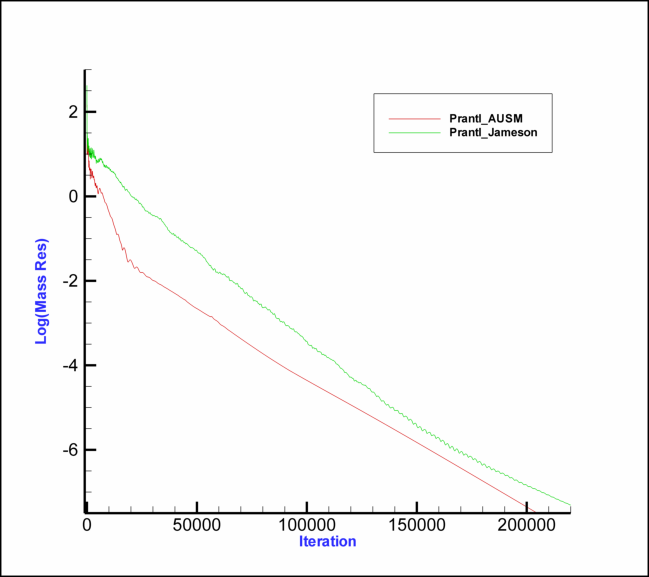 Prantl_AUSM
Prantl_Jameson
2
0
-2
-4
-6
Log(Mass Res)
0 50000 100000 150000 200000
Iteration